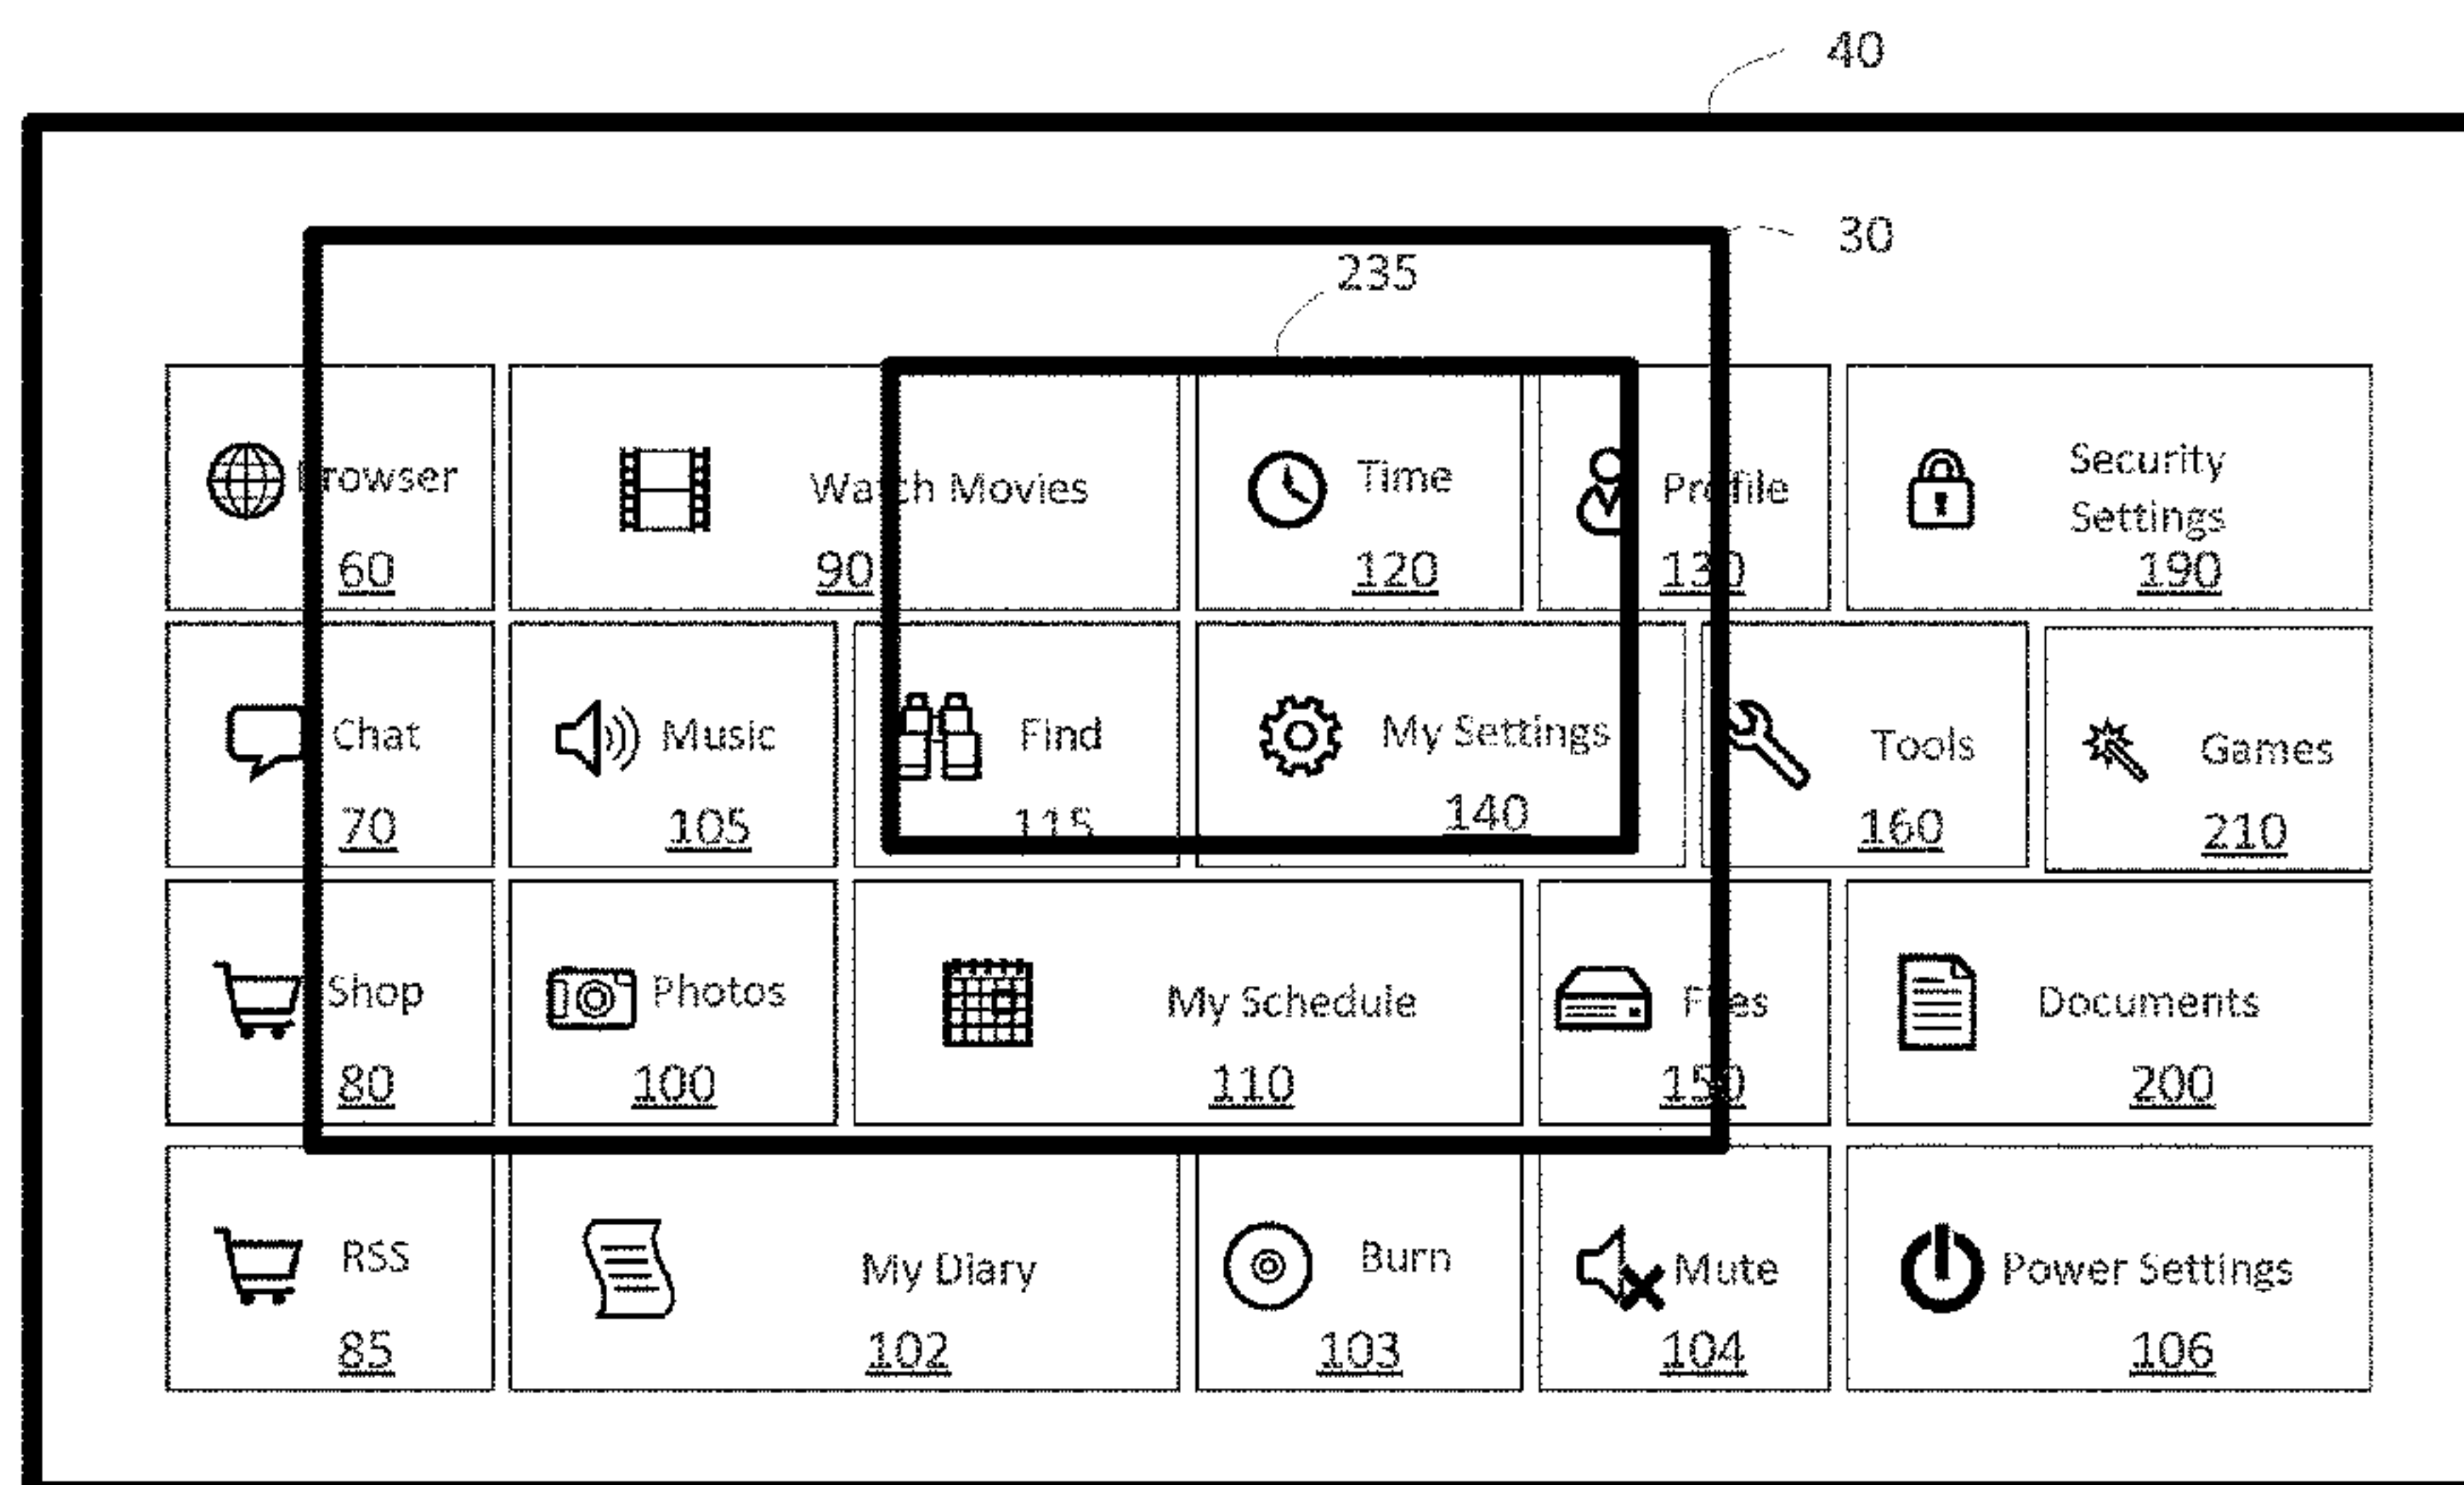 40
30
235
Browser
60
Watch Movies
90
Time
120
Profile
130
Security
Settings
190
Chat
70
Music
105
Find
115
My Settings
140
Tools
160
Games
210
Shop
80
Photos
100
My Schedule
110
Files
150
Documents
200
RSS
85
My Diary
102
Burn
103
Mute
104
Power Settings
106